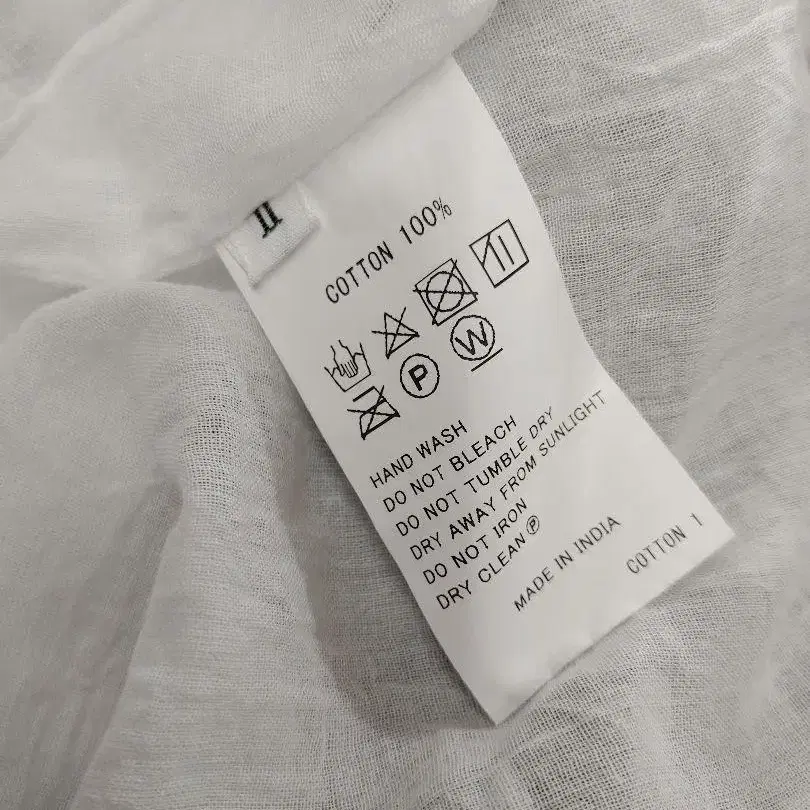 II
COTTON 100%
P W
HAND WASH
DO NOT BLEACH
DO NOT TUMBLE DRY
DRY AWAY FROM SUNLIGHT
DO NOT IRON
DRY CLEAN Ⓟ
MADE IN INDIA
COTTON 1